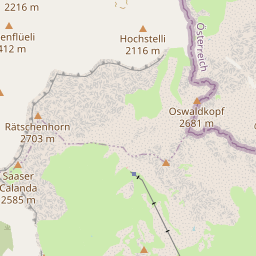 2216 m
enflüeli
412 m
Hochstelli
2116 m
Österreich
Oswaldkopf
2681 m
Rätschenhorn
2703 m
Saaser
Calanda
2585 m